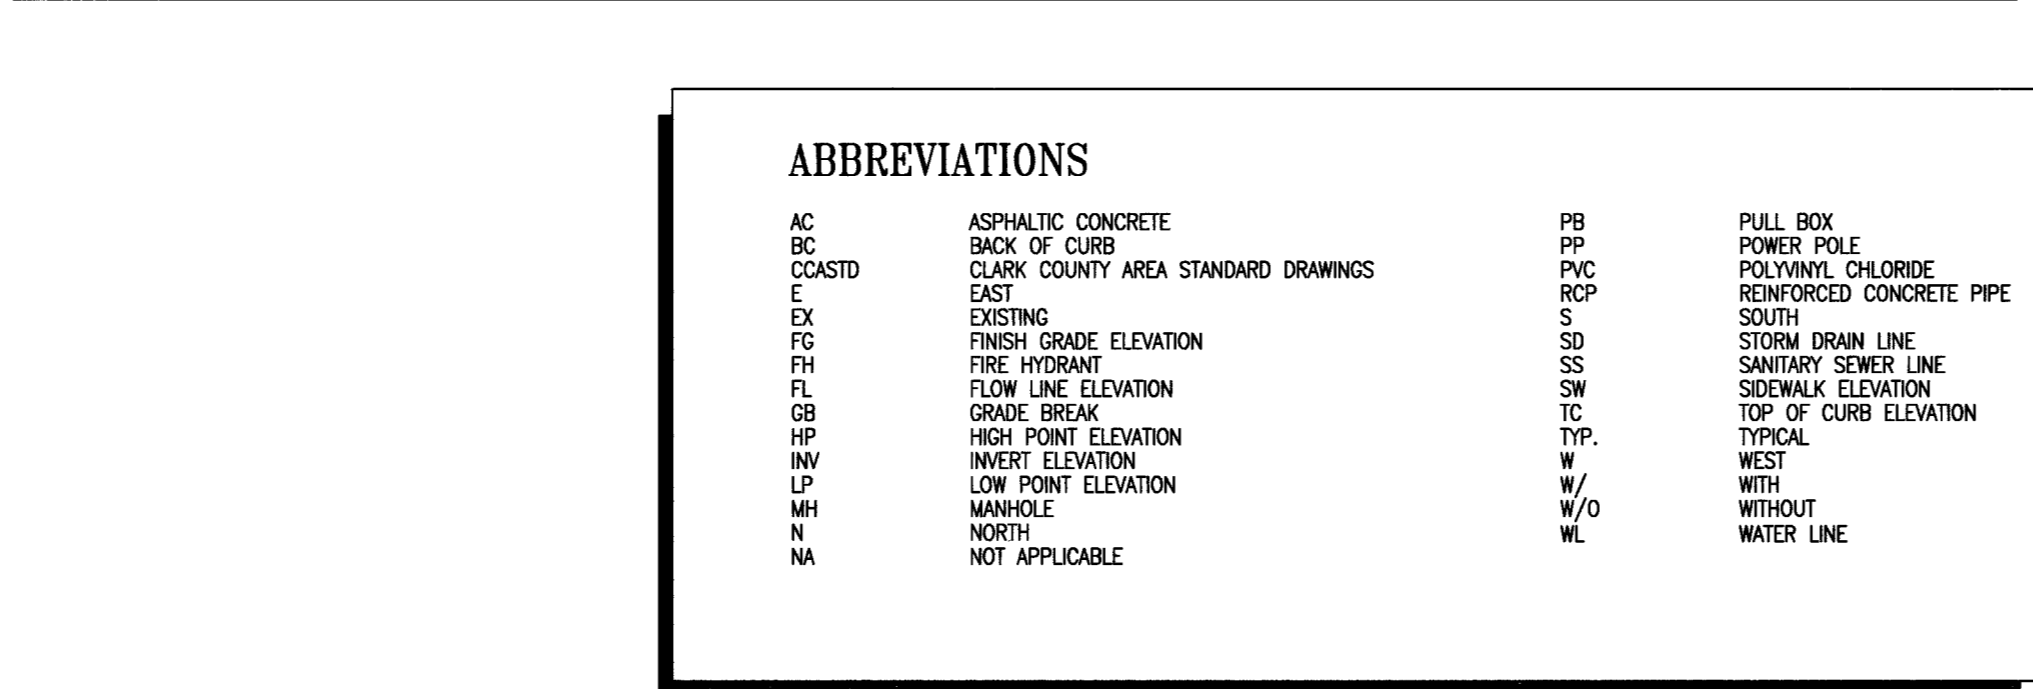 ABBREVIATIONS
AC ASPHALTIC CONCRETE
BC BACK OF CURB
CCASTD CLARK COUNTY AREA STANDARD DRAWINGS
E EAST
EX EXISTING
FG FINISH GRADE ELEVATION
FH FIRE HYDRANT
FL FLOW LINE ELEVATION
GB GRADE BREAK
HP HIGH POINT ELEVATION
INV INVERT ELEVATION
LP LOW POINT ELEVATION
MH MANHOLE
N NORTH
NA NOT APPLICABLE
PB PULL BOX
PP POWER POLE
PVC POLYVINYL CHLORIDE
RCP REINFORCED CONCRETE PIPE
S SOUTH
SD STORM DRAIN LINE
SS SANITARY SEWER LINE
SW SIDEWALK ELEVATION
TC TOP OF CURB ELEVATION
TYP. TYPICAL
W WEST
W/ WITH
W/O WITHOUT
WL WATER LINE